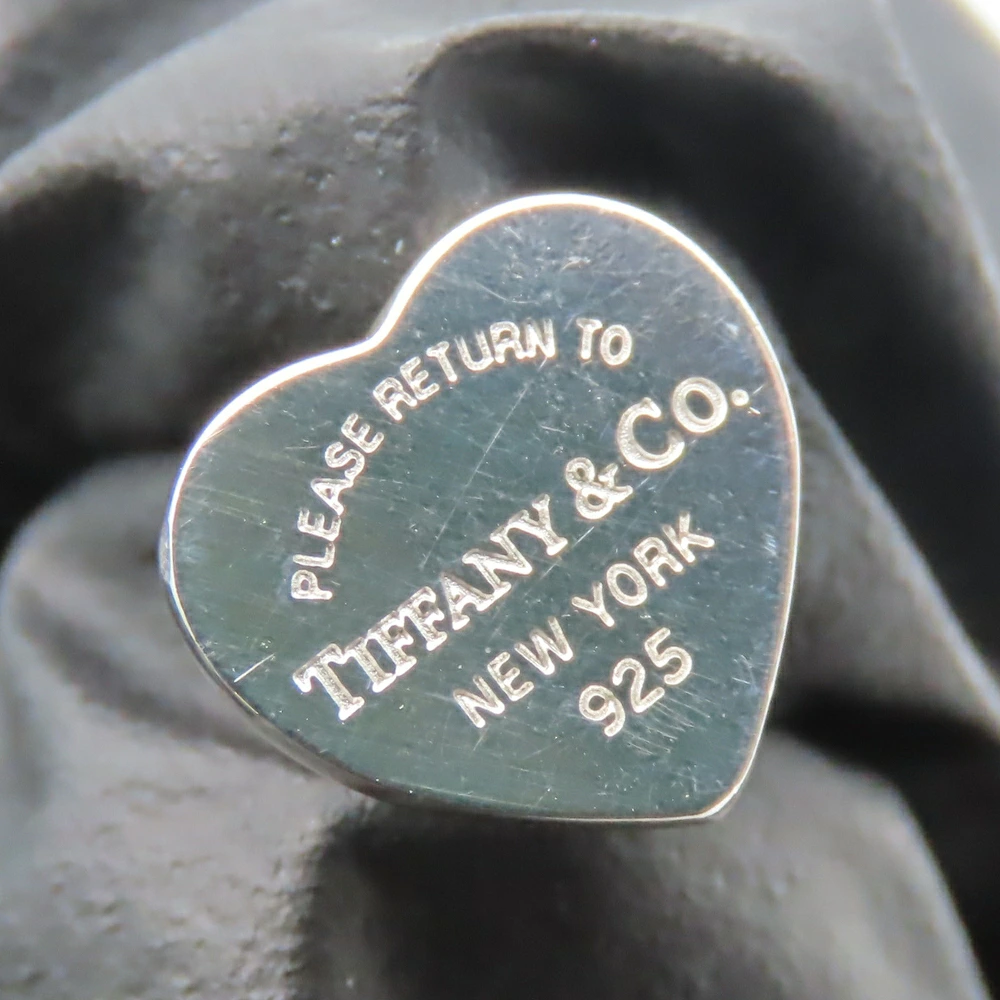 PLEASE RETURN TO
TIFFANY & CO.
NEW YORK
925